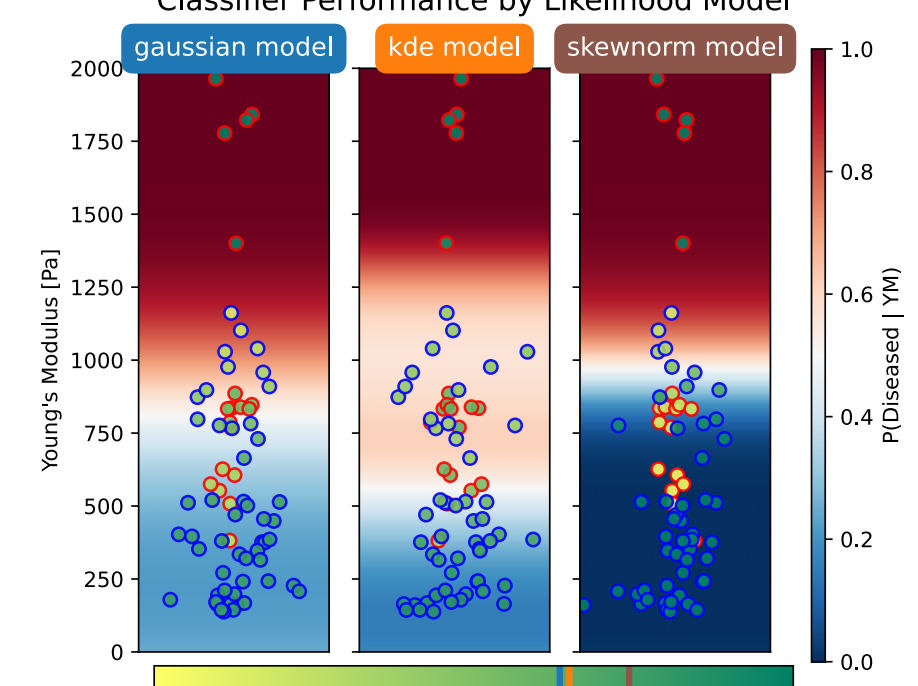 Classifier Performance by Likelihood Model
gaussian model
kde model
skewnorm model
2000
1750
1500
1250
1000
750
500
250
0
Young's Modulus [Pa]
1.0
0.8
0.6
0.4
0.2
0.0
P(Diseased | YM)